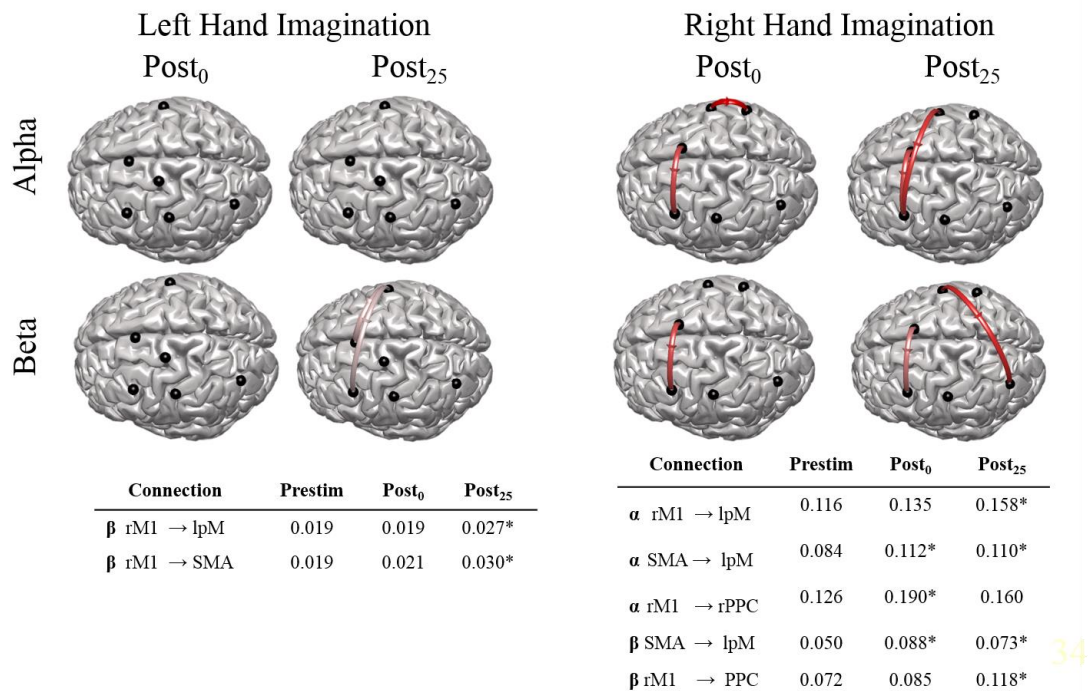 Left Hand Imagination
Right Hand Imagination
Post0
Post25
Post0
Post25
Alpha
Beta
Connection Prestim Post0 Post25
β rM1 → lpM 0.019 0.019 0.027*
β rM1 → SMA 0.019 0.021 0.030*
Connection Prestim Post0 Post25
α rM1 → lpM 0.116 0.135 0.158*
α SMA → lpM 0.084 0.112* 0.110*
α rM1 → rPPC 0.126 0.190* 0.160
β SMA → lpM 0.050 0.088* 0.073*
β rM1 → PPC 0.072 0.085 0.118*
34